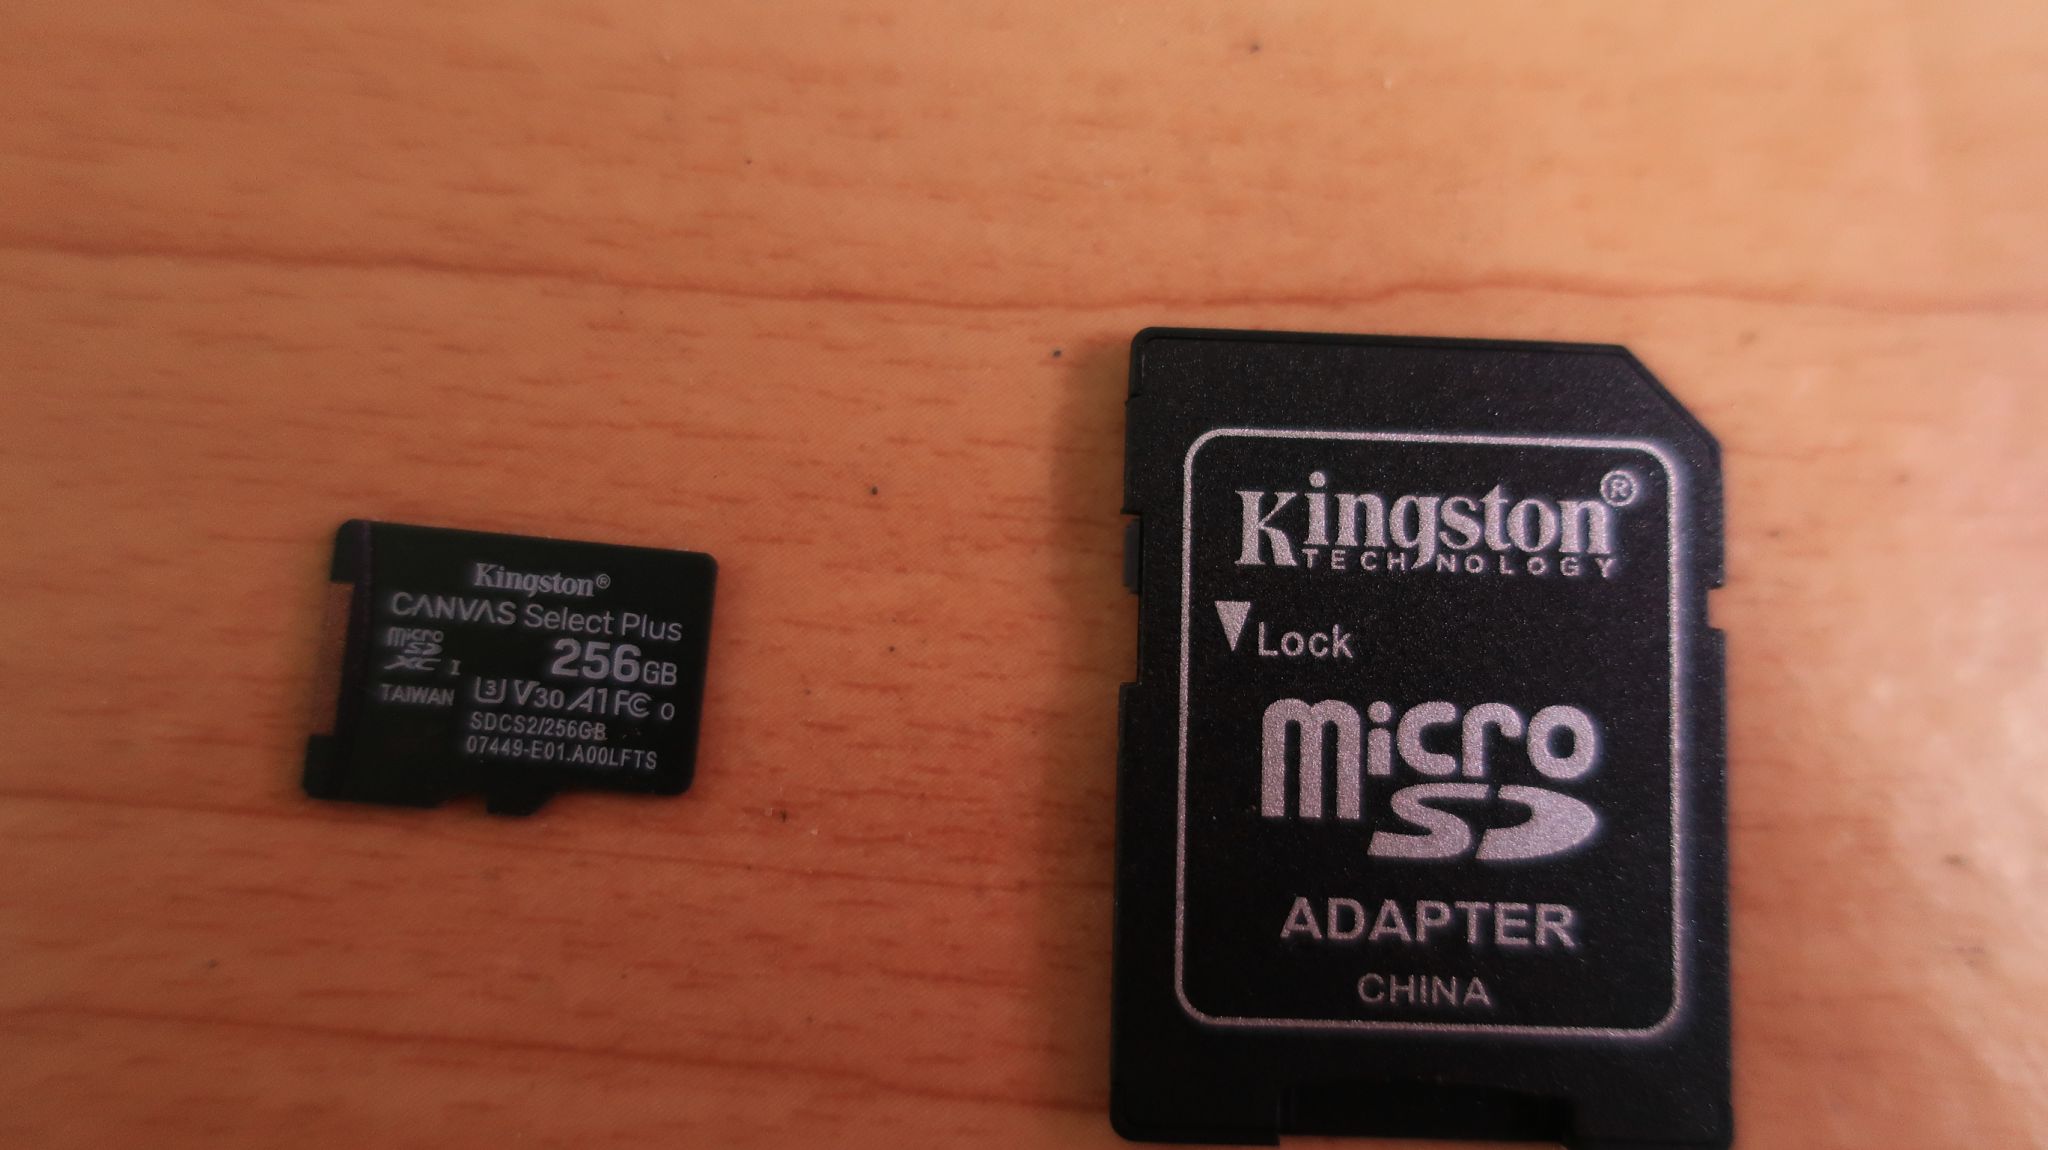 Kingston®
CANVAS Select Plus
micro SD XC I
256GB
TAIWAN
U3 V30 A1 FC O
SDCS2/256GB
07449-E01.A00LFTS
Kingston®
TECHNOLOGY
Lock
micro
SD
ADAPTER
CHINA